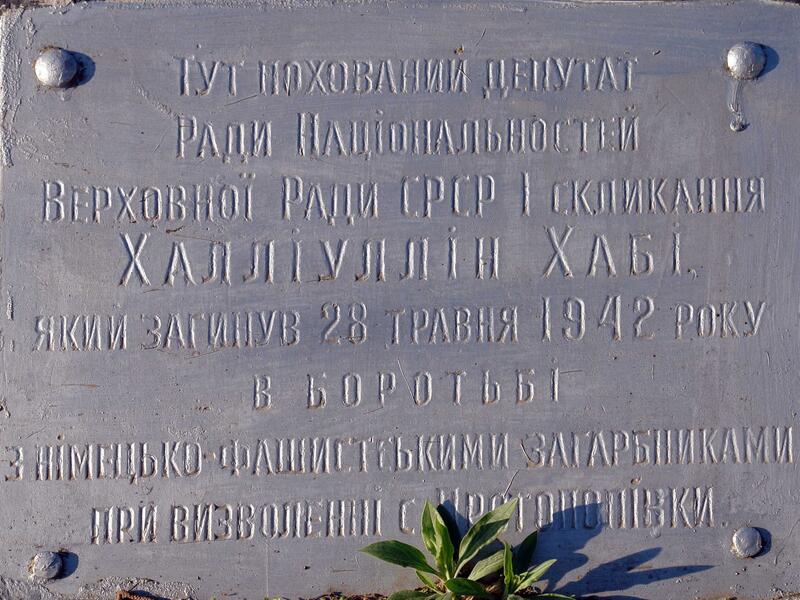 Тут похований депутат
Ради Національностей
Верховної Ради СРСР І скликання
Халліуллін Хабі,
який загинув 28 травня 1942 року
в боротьбі
з німецько-фашистськими загарбниками
при визволенні с. Протопопівки.